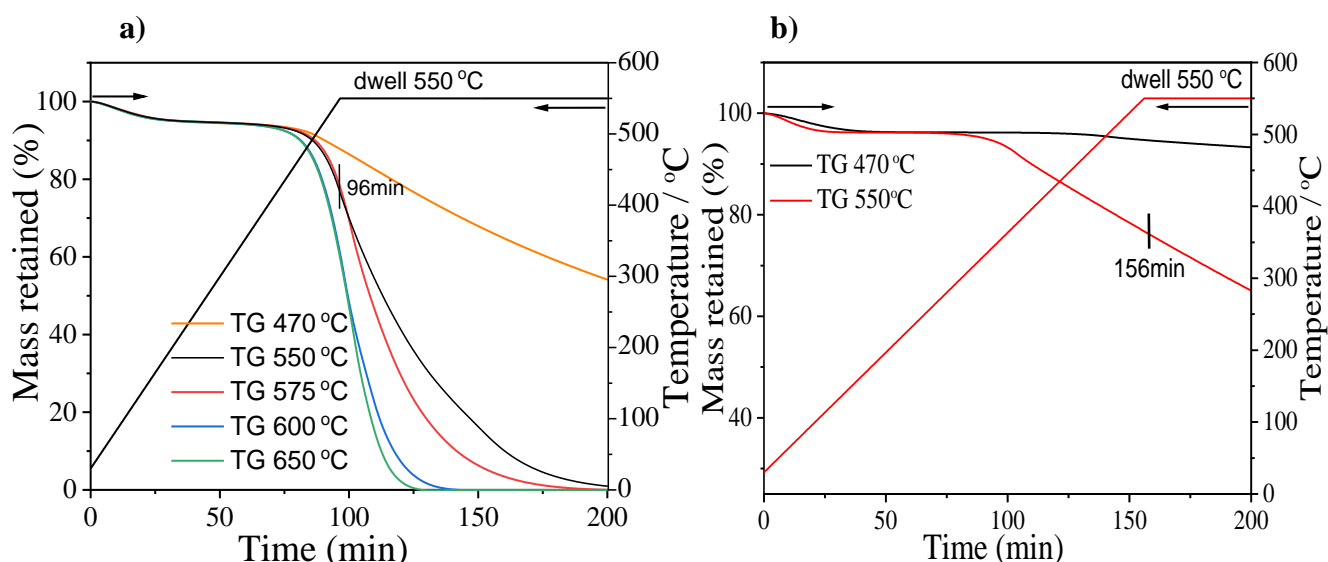 a)
dwell 550 °C
Mass retained (%)
100
80
60
40
20
0
600
500
400
300
200
100
0
Temperature / °C
96min
TG 470 °C
TG 550 °C
TG 575 °C
TG 600 °C
TG 650 °C
0 50 100 150 200
Time (min)
b)
dwell 550 °C
Mass retained (%)
100
80
60
40
600
500
400
300
200
100
0
Temperature / °C
TG 470 °C
TG 550°C
156min
0 50 100 150 200
Time (min)